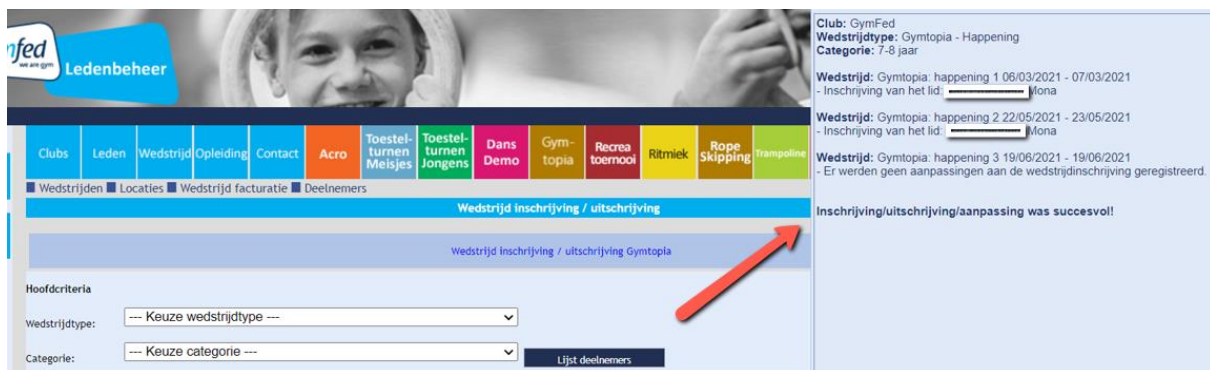 nfed
we are gym
Ledenbeheer
Clubs
Leden
Wedstrijd
Opleiding
Contact
Acro
Toestel-
turnen
Meisjes
Toestel-
turnen
Jongens
Dans
Demo
Gym-
topia
Recrea
toernooi
Ritmiek
Rope
Skipping
Trampoline
Wedstrijden Locaties Wedstrijd facturatie Deelnemers
Wedstrijd inschrijving / uitschrijving
Wedstrijd inschrijving / uitschrijving Gymtopia
Hoofdcriteria
Wedstrijdtype: --- Keuze wedstrijdtype ---
Categorie: --- Keuze categorie --- Lijst deelnemers
Club: GymFed
Wedstrijdtype: Gymtopia - Happening
Categorie: 7-8 jaar
Wedstrijd: Gymtopia: happening 1 06/03/2021 - 07/03/2021
- Inschrijving van het lid: Mona
Wedstrijd: Gymtopia: happening 2 22/05/2021 - 23/05/2021
- Inschrijving van het lid: Mona
Wedstrijd: Gymtopia: happening 3 19/06/2021 - 19/06/2021
- Er werden geen aanpassingen aan de wedstrijdinschrijving geregistreerd.
Inschrijving/uitschrijving/aanpassing was succesvol!